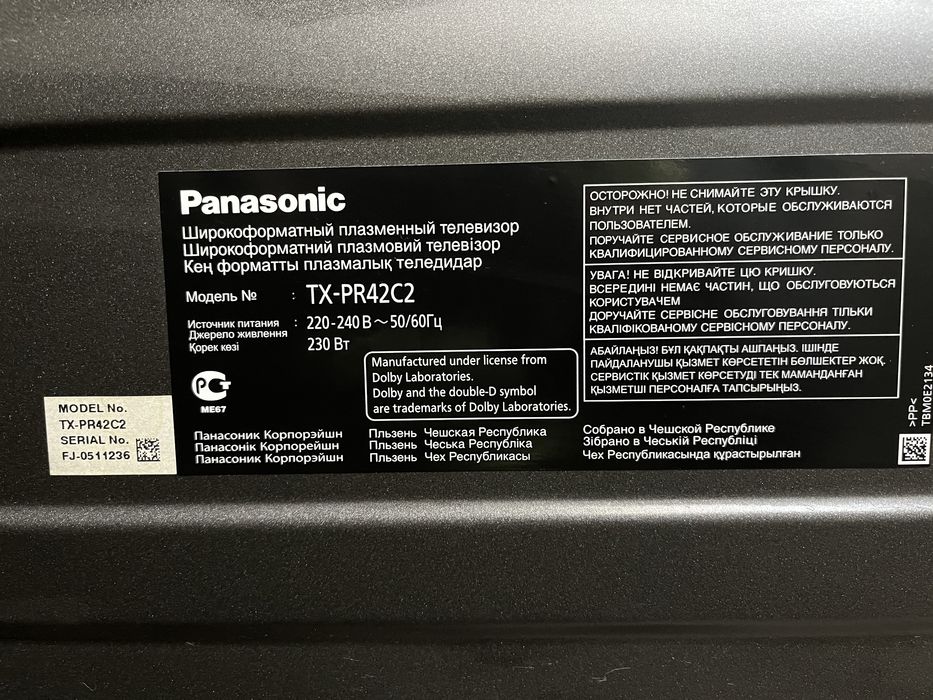 Panasonic
Широкоформатный плазменный телевизор
Широкоформатний плазмовий телевізор
Кең форматты плазмалық теледидар
Модель № : TX-PR42C2
Источник питания
Джерело живлення
Қорек көзі
: 220-240 В ~ 50/60Гц
230 Вт
Manufactured under license from
Dolby Laboratories.
Dolby and the double-D symbol
are trademarks of Dolby Laboratories.
РСТ
ME67
Панасоник Корпорэйшн
Панасонік Корпорейшн
Панасоник Корпорэйшн
Пльзень Чешская Республика
Пльзень Чеська Республіка
Пльзень Чех Республикасы
ОСТОРОЖНО! НЕ СНИМАЙТЕ ЭТУ КРЫШКУ.
ВНУТРИ НЕТ ЧАСТЕЙ, КОТОРЫЕ ОБСЛУЖИВАЮТСЯ
ПОЛЬЗОВАТЕЛЕМ.
ПОРУЧАЙТЕ СЕРВИСНОЕ ОБСЛУЖИВАНИЕ ТОЛЬКО
КВАЛИФИЦИРОВАННОМУ СЕРВИСНОМУ ПЕРСОНАЛУ.
УВАГА! НЕ ВІДКРИВАЙТЕ ЦЮ КРИШКУ.
ВСЕРЕДИНІ НЕМАЄ ЧАСТИН, ЩО ОБСЛУГОВУЮТЬСЯ
КОРИСТУВАЧЕМ
ДОРУЧАЙТЕ СЕРВІСНЕ ОБСЛУГОВУВАННЯ ТІЛЬКИ
КВАЛІФІКОВАНОМУ СЕРВІСНОМУ ПЕРСОНАЛУ.
АБАЙЛАҢЫЗ! БҰЛ ҚАҚПАҚТЫ АШПАҢЫЗ. ІШІНДЕ
ПАЙДАЛАНУШЫ ҚЫЗМЕТ КӨРСЕТЕТІН БӨЛШЕКТЕР ЖОҚ.
СЕРВИСТІК ҚЫЗМЕТ КӨРСЕТУДІ ТЕК МАМАНДАНҒАН
ҚЫЗМЕТШІ ПЕРСОНАЛҒА ТАПСЫРЫҢЫЗ.
Собрано в Чешской Республике
Зібрано в Чеській Республіці
Чех Республикасында құрастырылған
>PP<
TBM0E2134
MODEL No.
TX-PR42C2
SERIAL No.
FJ-0511236